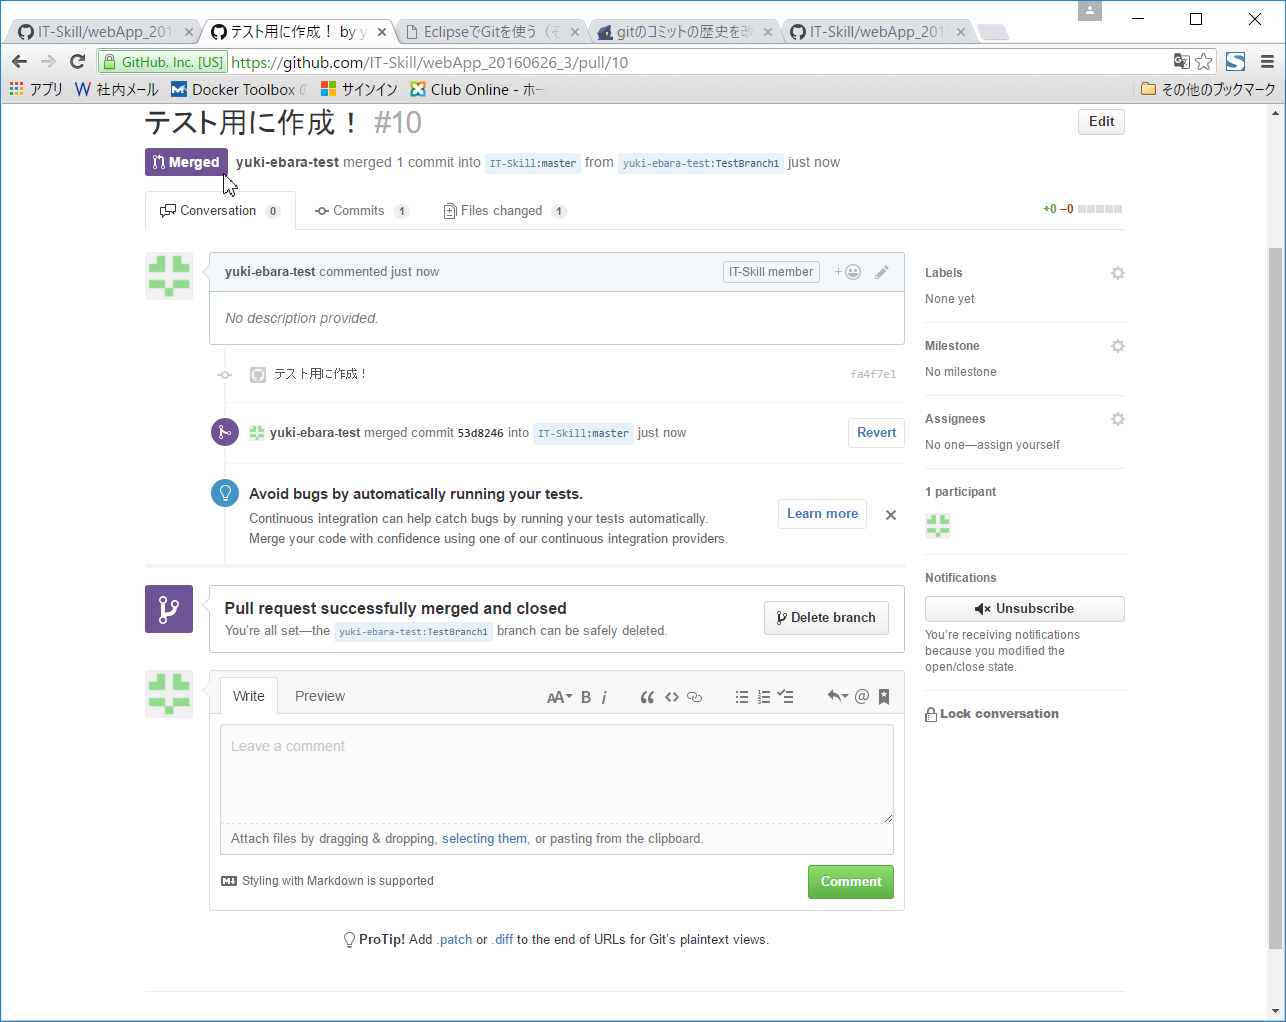 IT-Skill/webApp_201
テスト用に作成！ by y
EclipseでGitを使う（そ
gitのコミットの歴史を改
IT-Skill/webApp_201
GitHub, Inc. [US]
https://github.com/IT-Skill/webApp_20160626_3/pull/10
アプリ
社内メール
Docker Toolbox
サインイン
Club Online - ホー
その他のブックマーク
テスト用に作成！ #10
Edit
Merged
yuki-ebara-test merged 1 commit into IT-Skill:master from yuki-ebara-test:TestBranch1 just now
Conversation 0
Commits 1
Files changed 1
+0 −0
yuki-ebara-test commented just now
IT-Skill member
+
No description provided.
テスト用に作成！
fa4f7e1
yuki-ebara-test merged commit 53d8246 into IT-Skill:master just now
Revert
Avoid bugs by automatically running your tests.
Continuous integration can help catch bugs by running your tests automatically.
Merge your code with confidence using one of our continuous integration providers.
Learn more
Pull request successfully merged and closed
You're all set—the yuki-ebara-test:TestBranch1 branch can be safely deleted.
Delete branch
Write
Preview
AA B i
Leave a comment
Attach files by dragging & dropping, selecting them, or pasting from the clipboard.
Styling with Markdown is supported
Comment
ProTip! Add .patch or .diff to the end of URLs for Git's plaintext views.
Labels
None yet
Milestone
No milestone
Assignees
No one—assign yourself
1 participant
Notifications
Unsubscribe
You're receiving notifications
because you modified the
open/close state.
Lock conversation